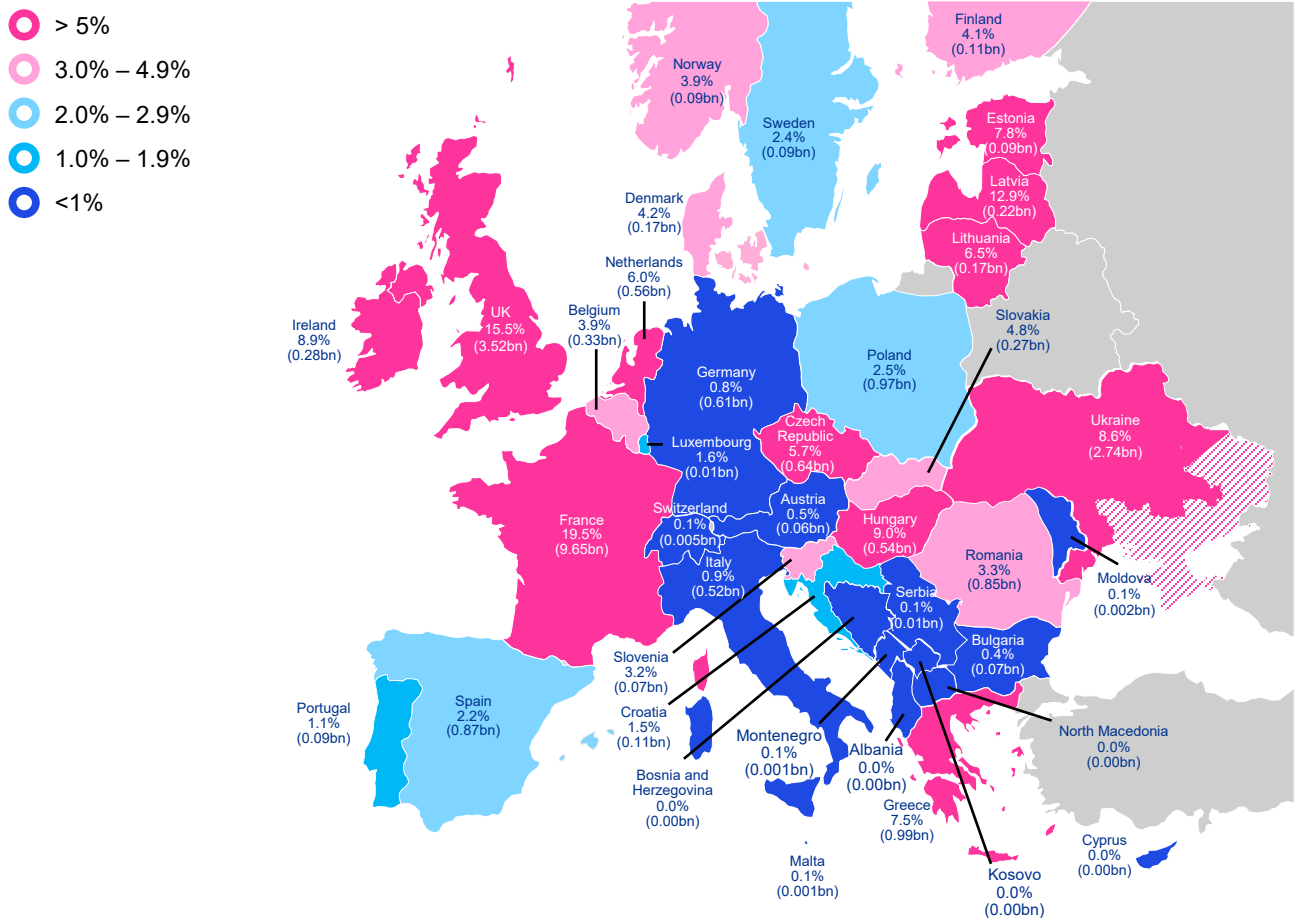 > 5%
3.0% – 4.9%
2.0% – 2.9%
1.0% – 1.9%
<1%
Finland
4.1%
(0.11bn)
Norway
3.9%
(0.09bn)
Sweden
2.4%
(0.09bn)
Estonia
7.8%
(0.09bn)
Latvia
12.9%
(0.22bn)
Lithuania
6.5%
(0.17bn)
Denmark
4.2%
(0.17bn)
Netherlands
6.0%
(0.56bn)
Belgium
3.9%
(0.33bn)
Ireland
8.9%
(0.28bn)
UK
15.5%
(3.52bn)
Slovakia
4.8%
(0.27bn)
Germany
0.8%
(0.61bn)
Poland
2.5%
(0.97bn)
Czech
Republic
5.7%
(0.64bn)
Ukraine
8.6%
(2.74bn)
Luxembourg
1.6%
(0.01bn)
Austria
0.5%
(0.06bn)
Switzerland
0.1%
(0.005bn)
France
19.5%
(9.65bn)
Hungary
9.0%
(0.54bn)
Italy
0.9%
(0.52bn)
Romania
3.3%
(0.85bn)
Moldova
0.1%
(0.002bn)
Serbia
0.1%
(0.01bn)
Bulgaria
0.4%
(0.07bn)
Slovenia
3.2%
(0.07bn)
Croatia
1.5%
(0.11bn)
Bosnia and
Herzegovina
0.0%
(0.00bn)
Portugal
1.1%
(0.09bn)
Spain
2.2%
(0.87bn)
Montenegro
0.1%
(0.001bn)
Albania
0.0%
(0.00bn)
North Macedonia
0.0%
(0.00bn)
Greece
7.5%
(0.99bn)
Malta
0.1%
(0.001bn)
Kosovo
0.0%
(0.00bn)
Cyprus
0.0%
(0.00bn)